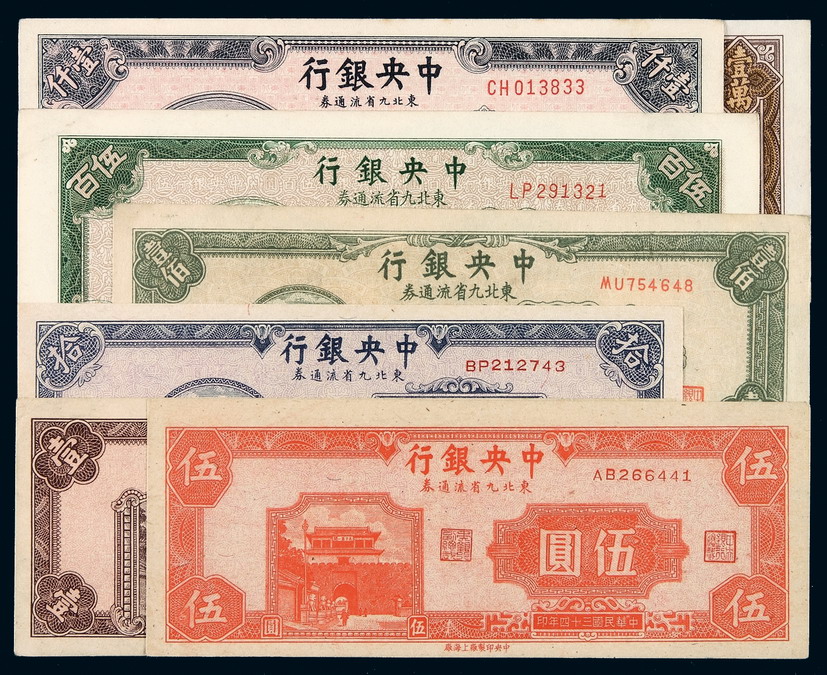 壹仟
中央銀行
東北九省流通券
CH013833
壹仟
壹萬
伍百
中央銀行
東北九省流通券
LP291321
伍百
壹佰
中央銀行
東北九省流通券
MU754648
壹佰
拾
中央銀行
東北九省流通券
BP212743
拾
壹
壹
伍
中央銀行
東北九省流通券
AB266441
伍
伍圓
伍
伍圓
中華民國三十四年印
伍
中央印製廠上海廠